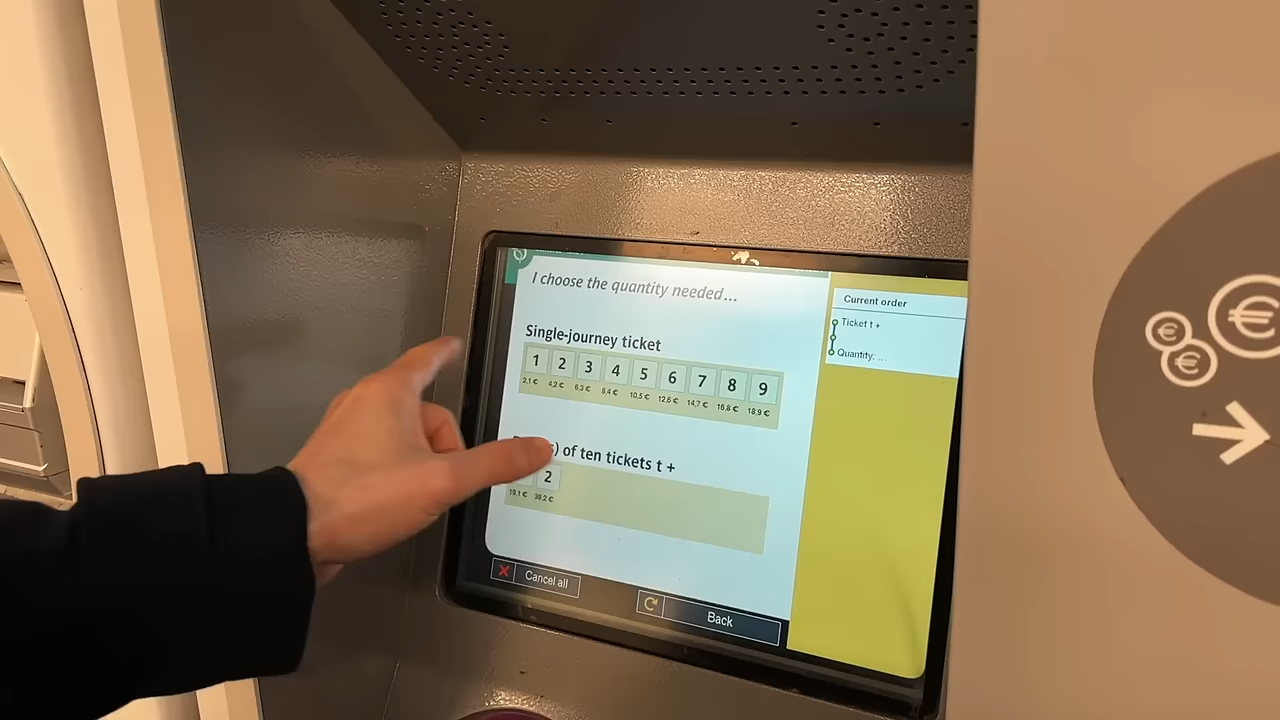 I choose the quantity needed...
Single-journey ticket
1 2 3 4 5 6 7 8 9
2,1 € 4,2 € 6,3 € 8,4 € 10,5 € 12,6 € 14,7 € 16,8 € 18,9 €
of ten tickets t +
2
19,1 € 38,2 €
Cancel all
Back
Current order
Ticket t +
Quantity: ...
€ € €